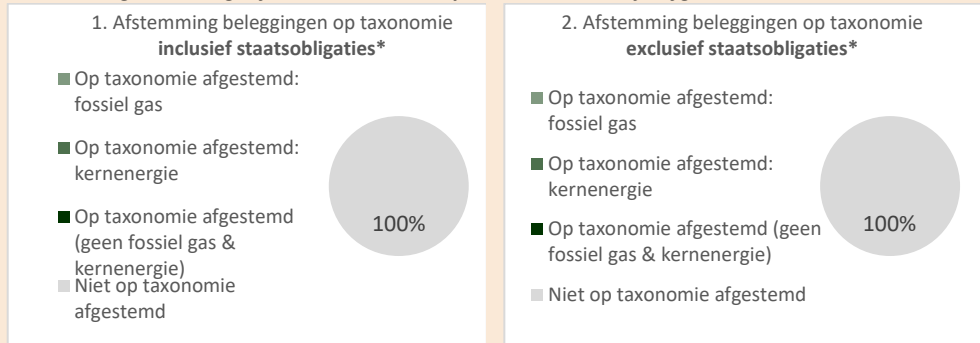 1. Afstemming beleggingen op taxonomie
inclusief staatsobligaties*
Op taxonomie afgestemd:
fossiel gas
Op taxonomie afgestemd:
kernenergie
Op taxonomie afgestemd
(geen fossiel gas &
kernenergie)
Niet op taxonomie
afgestemd
100%
2. Afstemming beleggingen op taxonomie
exclusief staatsobligaties*
Op taxonomie afgestemd:
fossiel gas
Op taxonomie afgestemd:
kernenergie
Op taxonomie afgestemd (geen
fossiel gas & kernenergie)
Niet op taxonomie afgestemd
100%